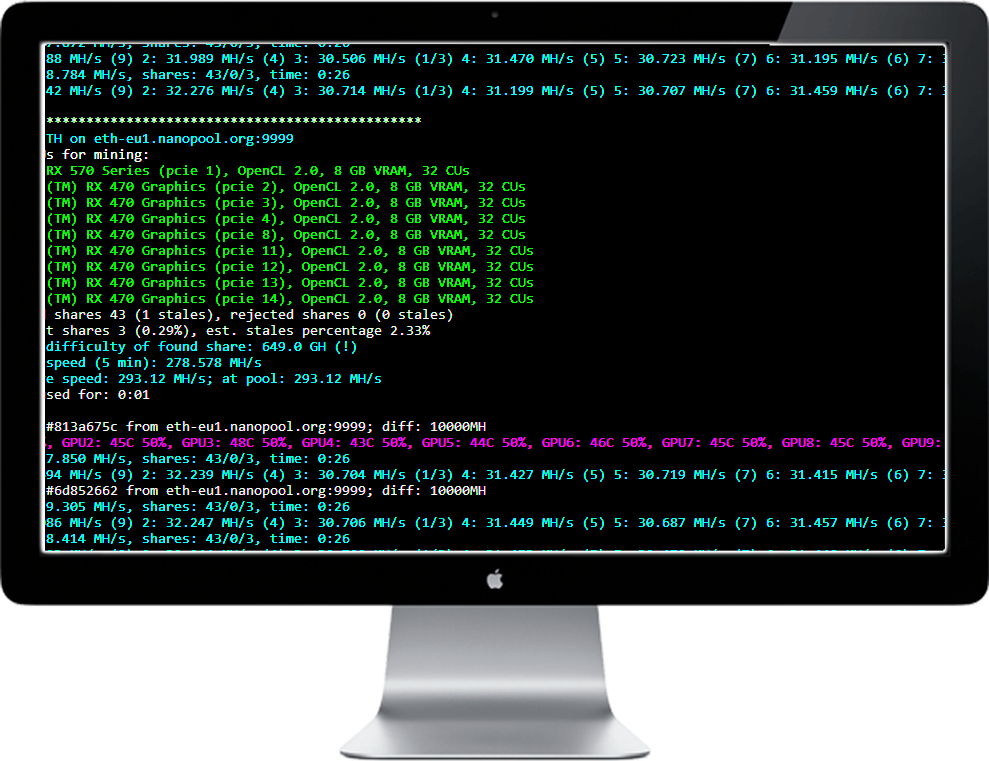 7.672 MH/s, shares: 43/0/3, time: 0:26
88 MH/s (9) 2: 31.989 MH/s (4) 3: 30.506 MH/s (1/3) 4: 31.470 MH/s (5) 5: 30.723 MH/s (7) 6: 31.195 MH/s (6) 7:
8.784 MH/s, shares: 43/0/3, time: 0:26
42 MH/s (9) 2: 32.276 MH/s (4) 3: 30.714 MH/s (1/3) 4: 31.199 MH/s (5) 5: 30.707 MH/s (7) 6: 31.459 MH/s (6) 7:
***********************************************
TH on eth-eu1.nanopool.org:9999
s for mining:
RX 570 Series (pcie 1), OpenCL 2.0, 8 GB VRAM, 32 CUs
(TM) RX 470 Graphics (pcie 2), OpenCL 2.0, 8 GB VRAM, 32 CUs
(TM) RX 470 Graphics (pcie 3), OpenCL 2.0, 8 GB VRAM, 32 CUs
(TM) RX 470 Graphics (pcie 4), OpenCL 2.0, 8 GB VRAM, 32 CUs
(TM) RX 470 Graphics (pcie 8), OpenCL 2.0, 8 GB VRAM, 32 CUs
(TM) RX 470 Graphics (pcie 11), OpenCL 2.0, 8 GB VRAM, 32 CUs
(TM) RX 470 Graphics (pcie 12), OpenCL 2.0, 8 GB VRAM, 32 CUs
(TM) RX 470 Graphics (pcie 13), OpenCL 2.0, 8 GB VRAM, 32 CUs
(TM) RX 470 Graphics (pcie 14), OpenCL 2.0, 8 GB VRAM, 32 CUs
shares 43 (1 stales), rejected shares 0 (0 stales)
t shares 3 (0.29%), est. stales percentage 2.33%
difficulty of found share: 649.0 GH (!)
speed (5 min): 278.578 MH/s
e speed: 293.12 MH/s; at pool: 293.12 MH/s
sed for: 0:01
#813a675c from eth-eu1.nanopool.org:9999; diff: 10000MH
, GPU2: 45C 50%, GPU3: 48C 50%, GPU4: 43C 50%, GPU5: 44C 50%, GPU6: 46C 50%, GPU7: 45C 50%, GPU8: 45C 50%, GPU9:
7.850 MH/s, shares: 43/0/3, time: 0:26
94 MH/s (9) 2: 32.239 MH/s (4) 3: 30.704 MH/s (1/3) 4: 31.427 MH/s (5) 5: 30.719 MH/s (7) 6: 31.415 MH/s (6) 7:
#6d852662 from eth-eu1.nanopool.org:9999; diff: 10000MH
9.305 MH/s, shares: 43/0/3, time: 0:26
86 MH/s (9) 2: 32.247 MH/s (4) 3: 30.706 MH/s (1/3) 4: 31.449 MH/s (5) 5: 30.687 MH/s (7) 6: 31.457 MH/s (6) 7:
8.414 MH/s, shares: 43/0/3, time: 0:26